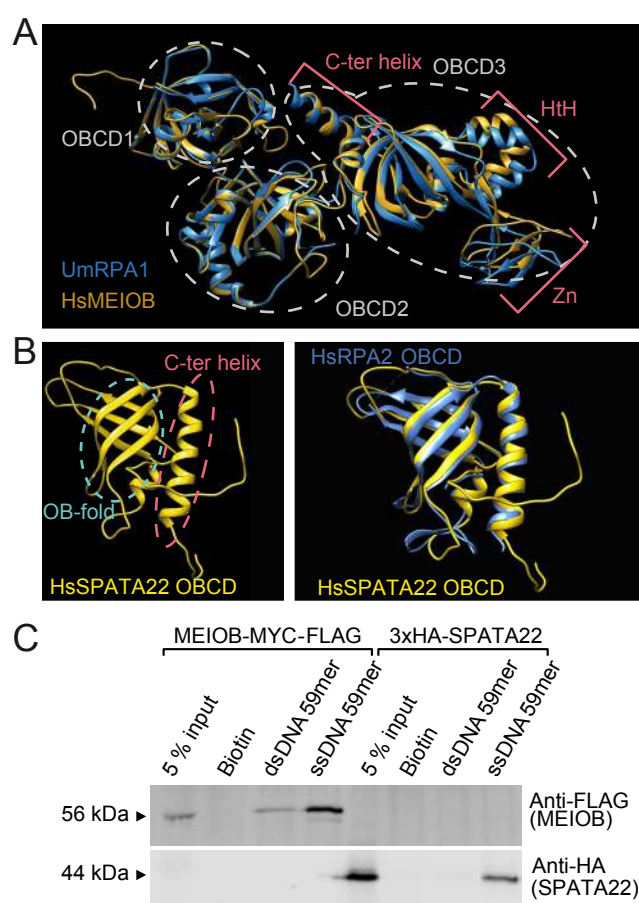 A
C-ter helix
OBCD3
HtH
OBCD1
UmRPA1
HsMEIOB
OBCD2
Zn
B
C-ter helix
OB-fold
HsSPATA22 OBCD
HsRPA2 OBCD
HsSPATA22 OBCD
C
MEIOB-MYC-FLAG
3xHA-SPATA22
5 % input
Biotin
dsDNA 59mer
ssDNA 59mer
5 % input
Biotin
dsDNA 59mer
ssDNA 59mer
56 kDa
Anti-FLAG
(MEIOB)
44 kDa
Anti-HA
(SPATA22)